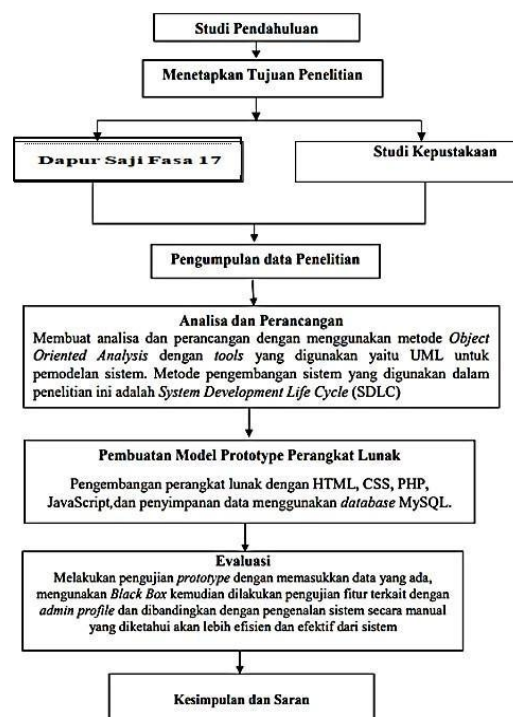 Studi Pendahuluan
Menetapkan Tujuan Penelitian
Dapur Saji Fasa 17
Studi Kepustakaan
Pengumpulan data Penelitian
Analisa dan Perancangan
Membuat analisa dan perancangan dengan menggunakan metode Object
Oriented Analysis dengan tools yang digunakan yaitu UML untuk
pemodelan sistem. Metode pengembangan sistem yang digunakan dalam
penelitian ini adalah System Development Life Cycle (SDLC)
Pembuatan Model Prototype Perangkat Lunak
Pengembangan perangkat lunak dengan HTML, CSS, PHP,
JavaScript,dan penyimpanan data menggunakan database MySQL.
Evaluasi
Melakukan pengujian prototype dengan memasukkan data yang ada,
mengunakan Black Box kemudian dilakukan pengujian fitur terkait dengan
admin profile dan dibandingkan dengan pengenalan sistem secara manual
yang diketahui akan lebih efisien dan efektif dari sistem
Kesimpulan dan Saran